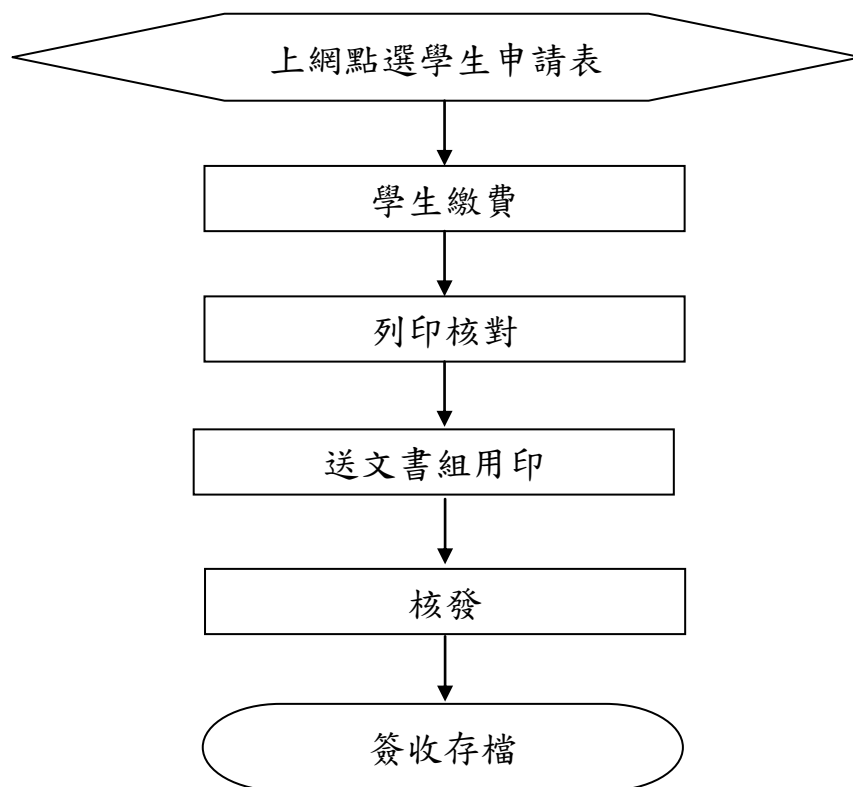 上網點選學生申請表
學生繳費
列印核對
送文書組用印
核發
簽收存檔